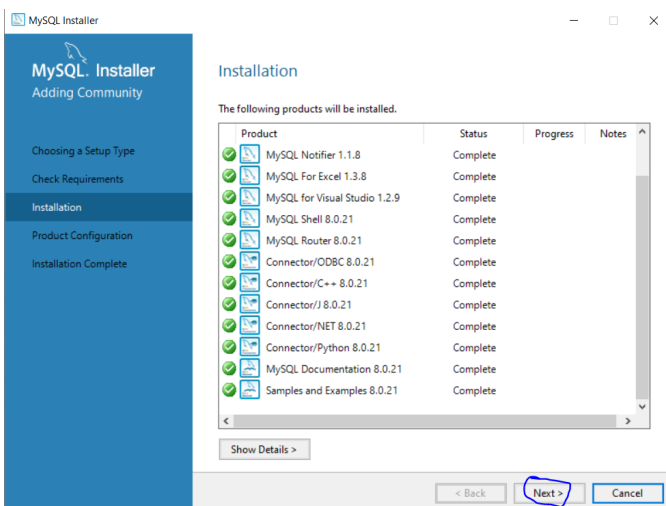 MySQL Installer
MySQL. Installer
Adding Community
Choosing a Setup Type
Check Requirements
Installation
Product Configuration
Installation Complete
Installation
The following products will be installed.
Product Status Progress Notes
MySQL Notifier 1.1.8 Complete
MySQL For Excel 1.3.8 Complete
MySQL for Visual Studio 1.2.9 Complete
MySQL Shell 8.0.21 Complete
MySQL Router 8.0.21 Complete
Connector/ODBC 8.0.21 Complete
Connector/C++ 8.0.21 Complete
Connector/J 8.0.21 Complete
Connector/NET 8.0.21 Complete
Connector/Python 8.0.21 Complete
MySQL Documentation 8.0.21 Complete
Samples and Examples 8.0.21 Complete
Show Details >
< Back Next > Cancel